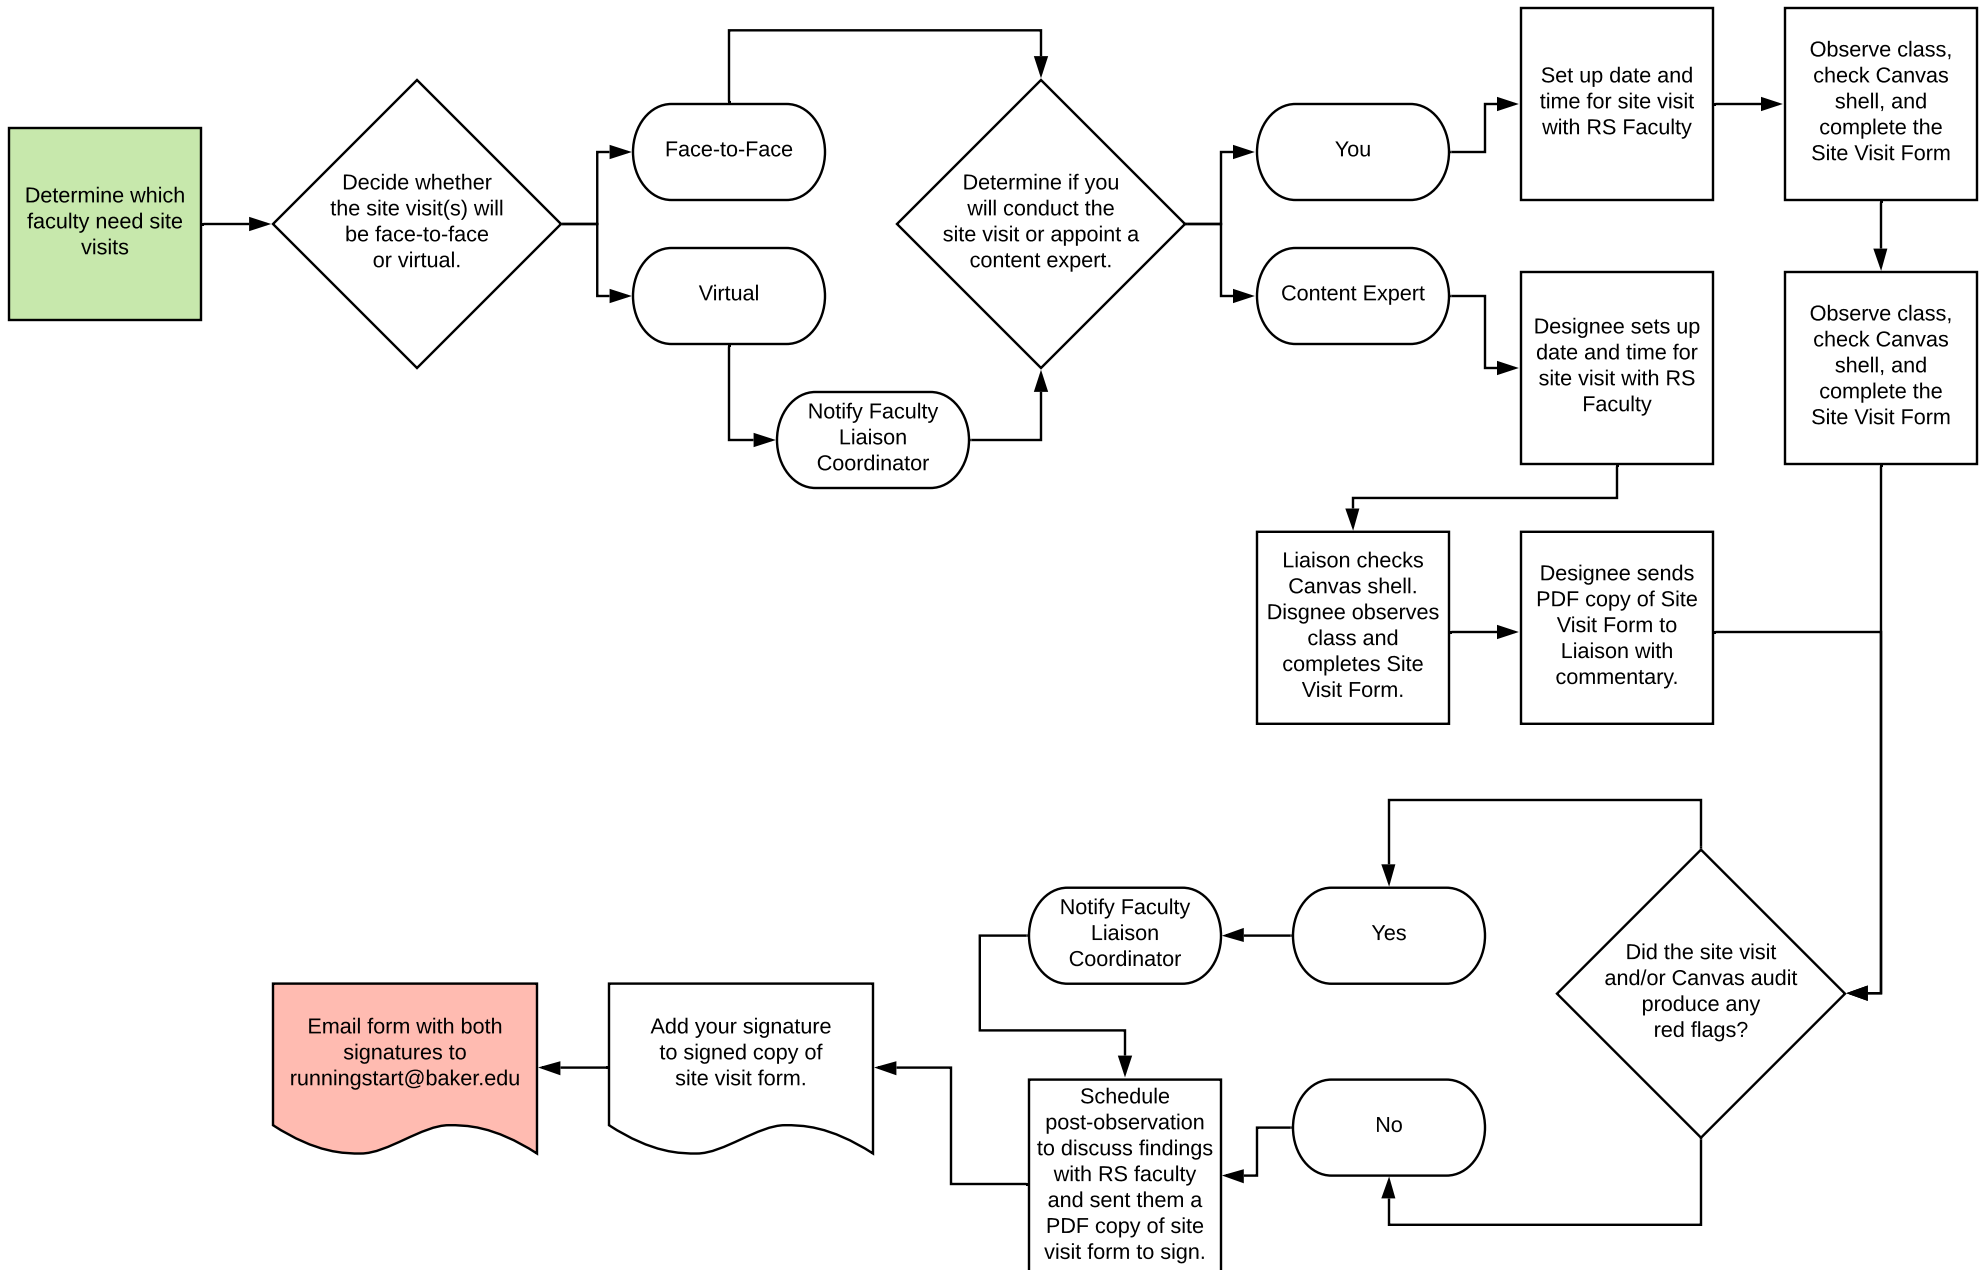 Determine which
faculty need site
visits
Decide whether
the site visit(s) will
be face-to-face
or virtual.
Face-to-Face
Virtual
Notify Faculty
Liaison
Coordinator
Determine if you
will conduct the
site visit or appoint a
content expert.
You
Content Expert
Set up date and
time for site visit
with RS Faculty
Observe class,
check Canvas
shell, and
complete the
Site Visit Form
Designee sets up
date and time for
site visit with RS
Faculty
Observe class,
check Canvas
shell, and
complete the
Site Visit Form
Liaison checks
Canvas shell.
Disgnee observes
class and
completes Site
Visit Form.
Designee sends
PDF copy of Site
Visit Form to
Liaison with
commentary.
Did the site visit
and/or Canvas audit
produce any
red flags?
Yes
Notify Faculty
Liaison
Coordinator
No
Schedule
post-observation
to discuss findings
with RS faculty
and sent them a
PDF copy of site
visit form to sign.
Add your signature
to signed copy of
site visit form.
Email form with both
signatures to
runningstart@baker.edu